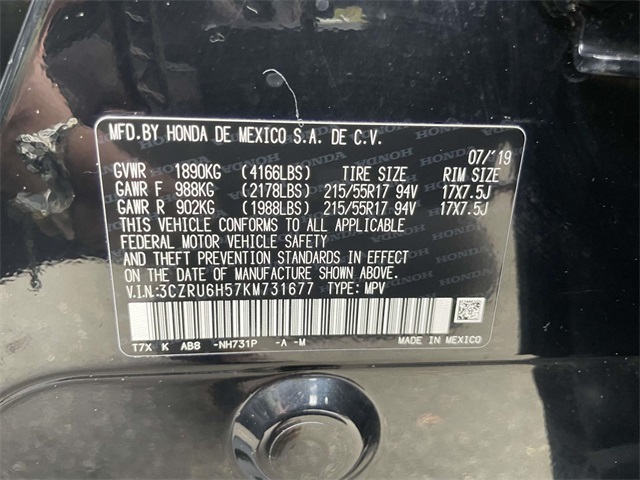 MFD.BY HONDA DE MEXICO S.A. DE C.V.
07/'19
GVWR 1890KG (4166LBS) TIRE SIZE RIM SIZE
GAWR F 988KG (2178LBS) 215/55R17 94V 17X7.5J
GAWR R 902KG (1988LBS) 215/55R17 94V 17X7.5J
THIS VEHICLE CONFORMS TO ALL APPLICABLE
FEDERAL MOTOR VEHICLE SAFETY
AND THEFT PREVENTION STANDARDS IN EFFECT
ON THE DATE OF MANUFACTURE SHOWN ABOVE.
V.I.N.:3CZRU6H57KM731677 TYPE: MPV
T7X K AB8 -NH731P -A -M MADE IN MEXICO